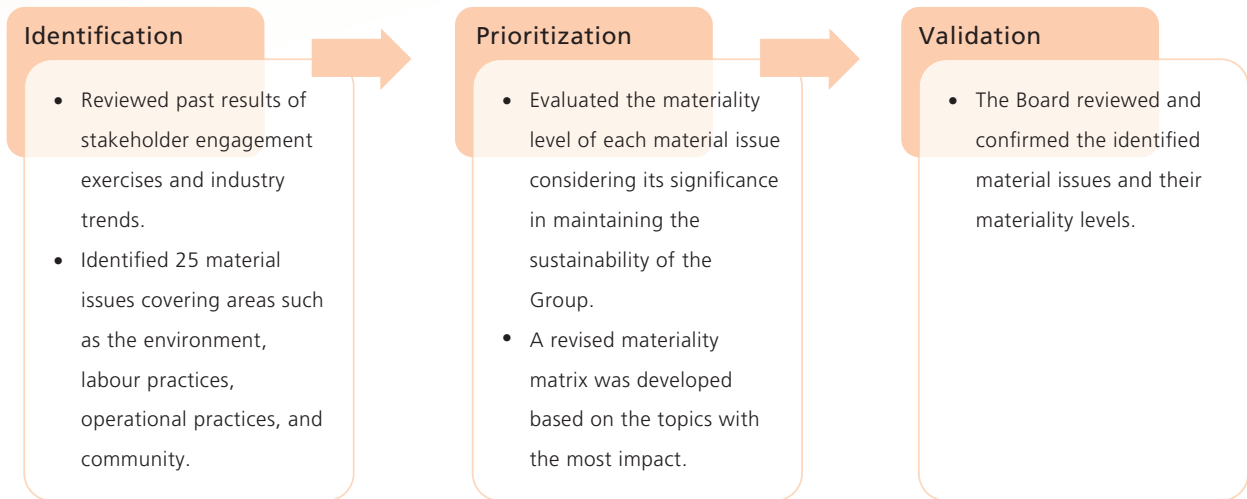 Identification
• Reviewed past results of
stakeholder engagement
exercises and industry
trends.
• Identified 25 material
issues covering areas such
as the environment,
labour practices,
operational practices, and
community.
Prioritization
• Evaluated the materiality
level of each material issue
considering its significance
in maintaining the
sustainability of the
Group.
• A revised materiality
matrix was developed
based on the topics with
the most impact.
Validation
• The Board reviewed and
confirmed the identified
material issues and their
materiality levels.